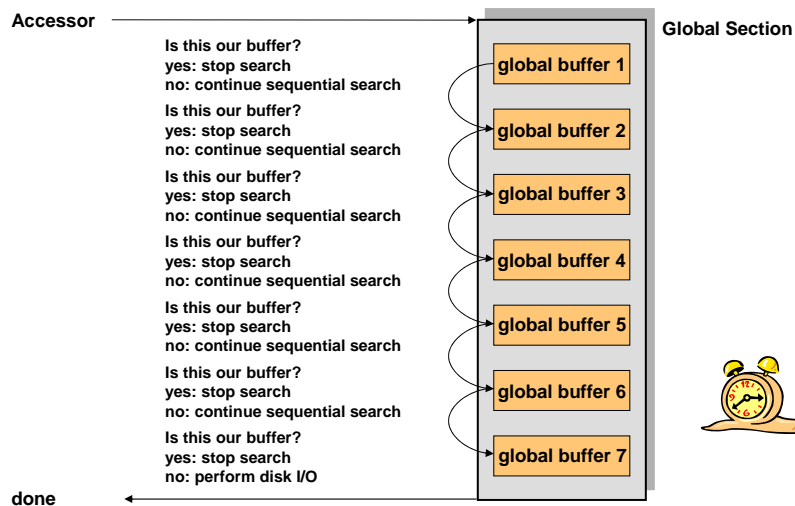 Accessor
Global Section
Is this our buffer?
yes: stop search
no: continue sequential search
global buffer 1
Is this our buffer?
yes: stop search
no: continue sequential search
global buffer 2
Is this our buffer?
yes: stop search
no: continue sequential search
global buffer 3
Is this our buffer?
yes: stop search
no: continue sequential search
global buffer 4
Is this our buffer?
yes: stop search
no: continue sequential search
global buffer 5
Is this our buffer?
yes: stop search
no: continue sequential search
global buffer 6
Is this our buffer?
yes: stop search
no: perform disk I/O
global buffer 7
done
12
9
3
6